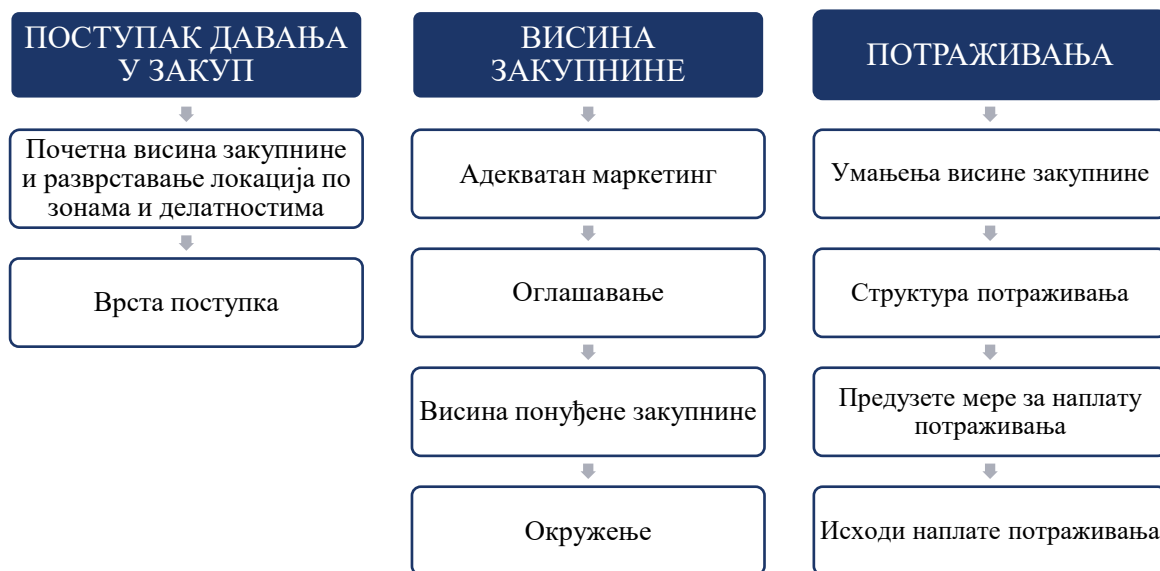 ПОСТУПАК ДАВАЊА
У ЗАКУП
Почетна висина закупнине
и разврставање локација по
зонама и делатностима
Врста поступка
ВИСИНА
ЗАКУПНИНЕ
Адекватан маркетинг
Оглашавање
Висина понуђене закупнине
Окружење
ПОТРАЖИВАЊА
Умањења висине закупнине
Структура потраживања
Предузете мере за наплату
потраживања
Исходи наплате потраживања